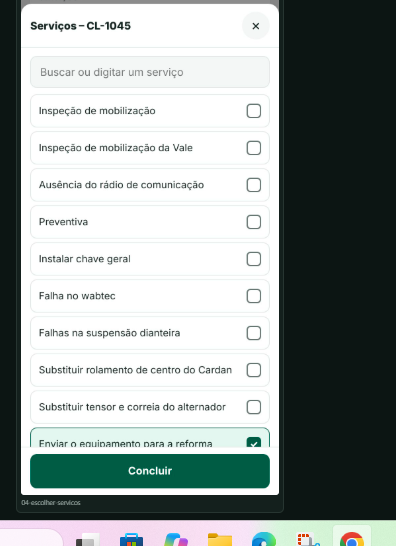 Serviços – CL-1045
×
Buscar ou digitar um serviço
Inspeção de mobilização
Inspeção de mobilização da Vale
Ausência do rádio de comunicação
Preventiva
Instalar chave geral
Falha no wabtec
Falhas na suspensão dianteira
Substituir rolamento de centro do Cardan
Substituir tensor e correia do alternador
Enviar o equipamento para a reforma
Concluir
04-escolher-servicos